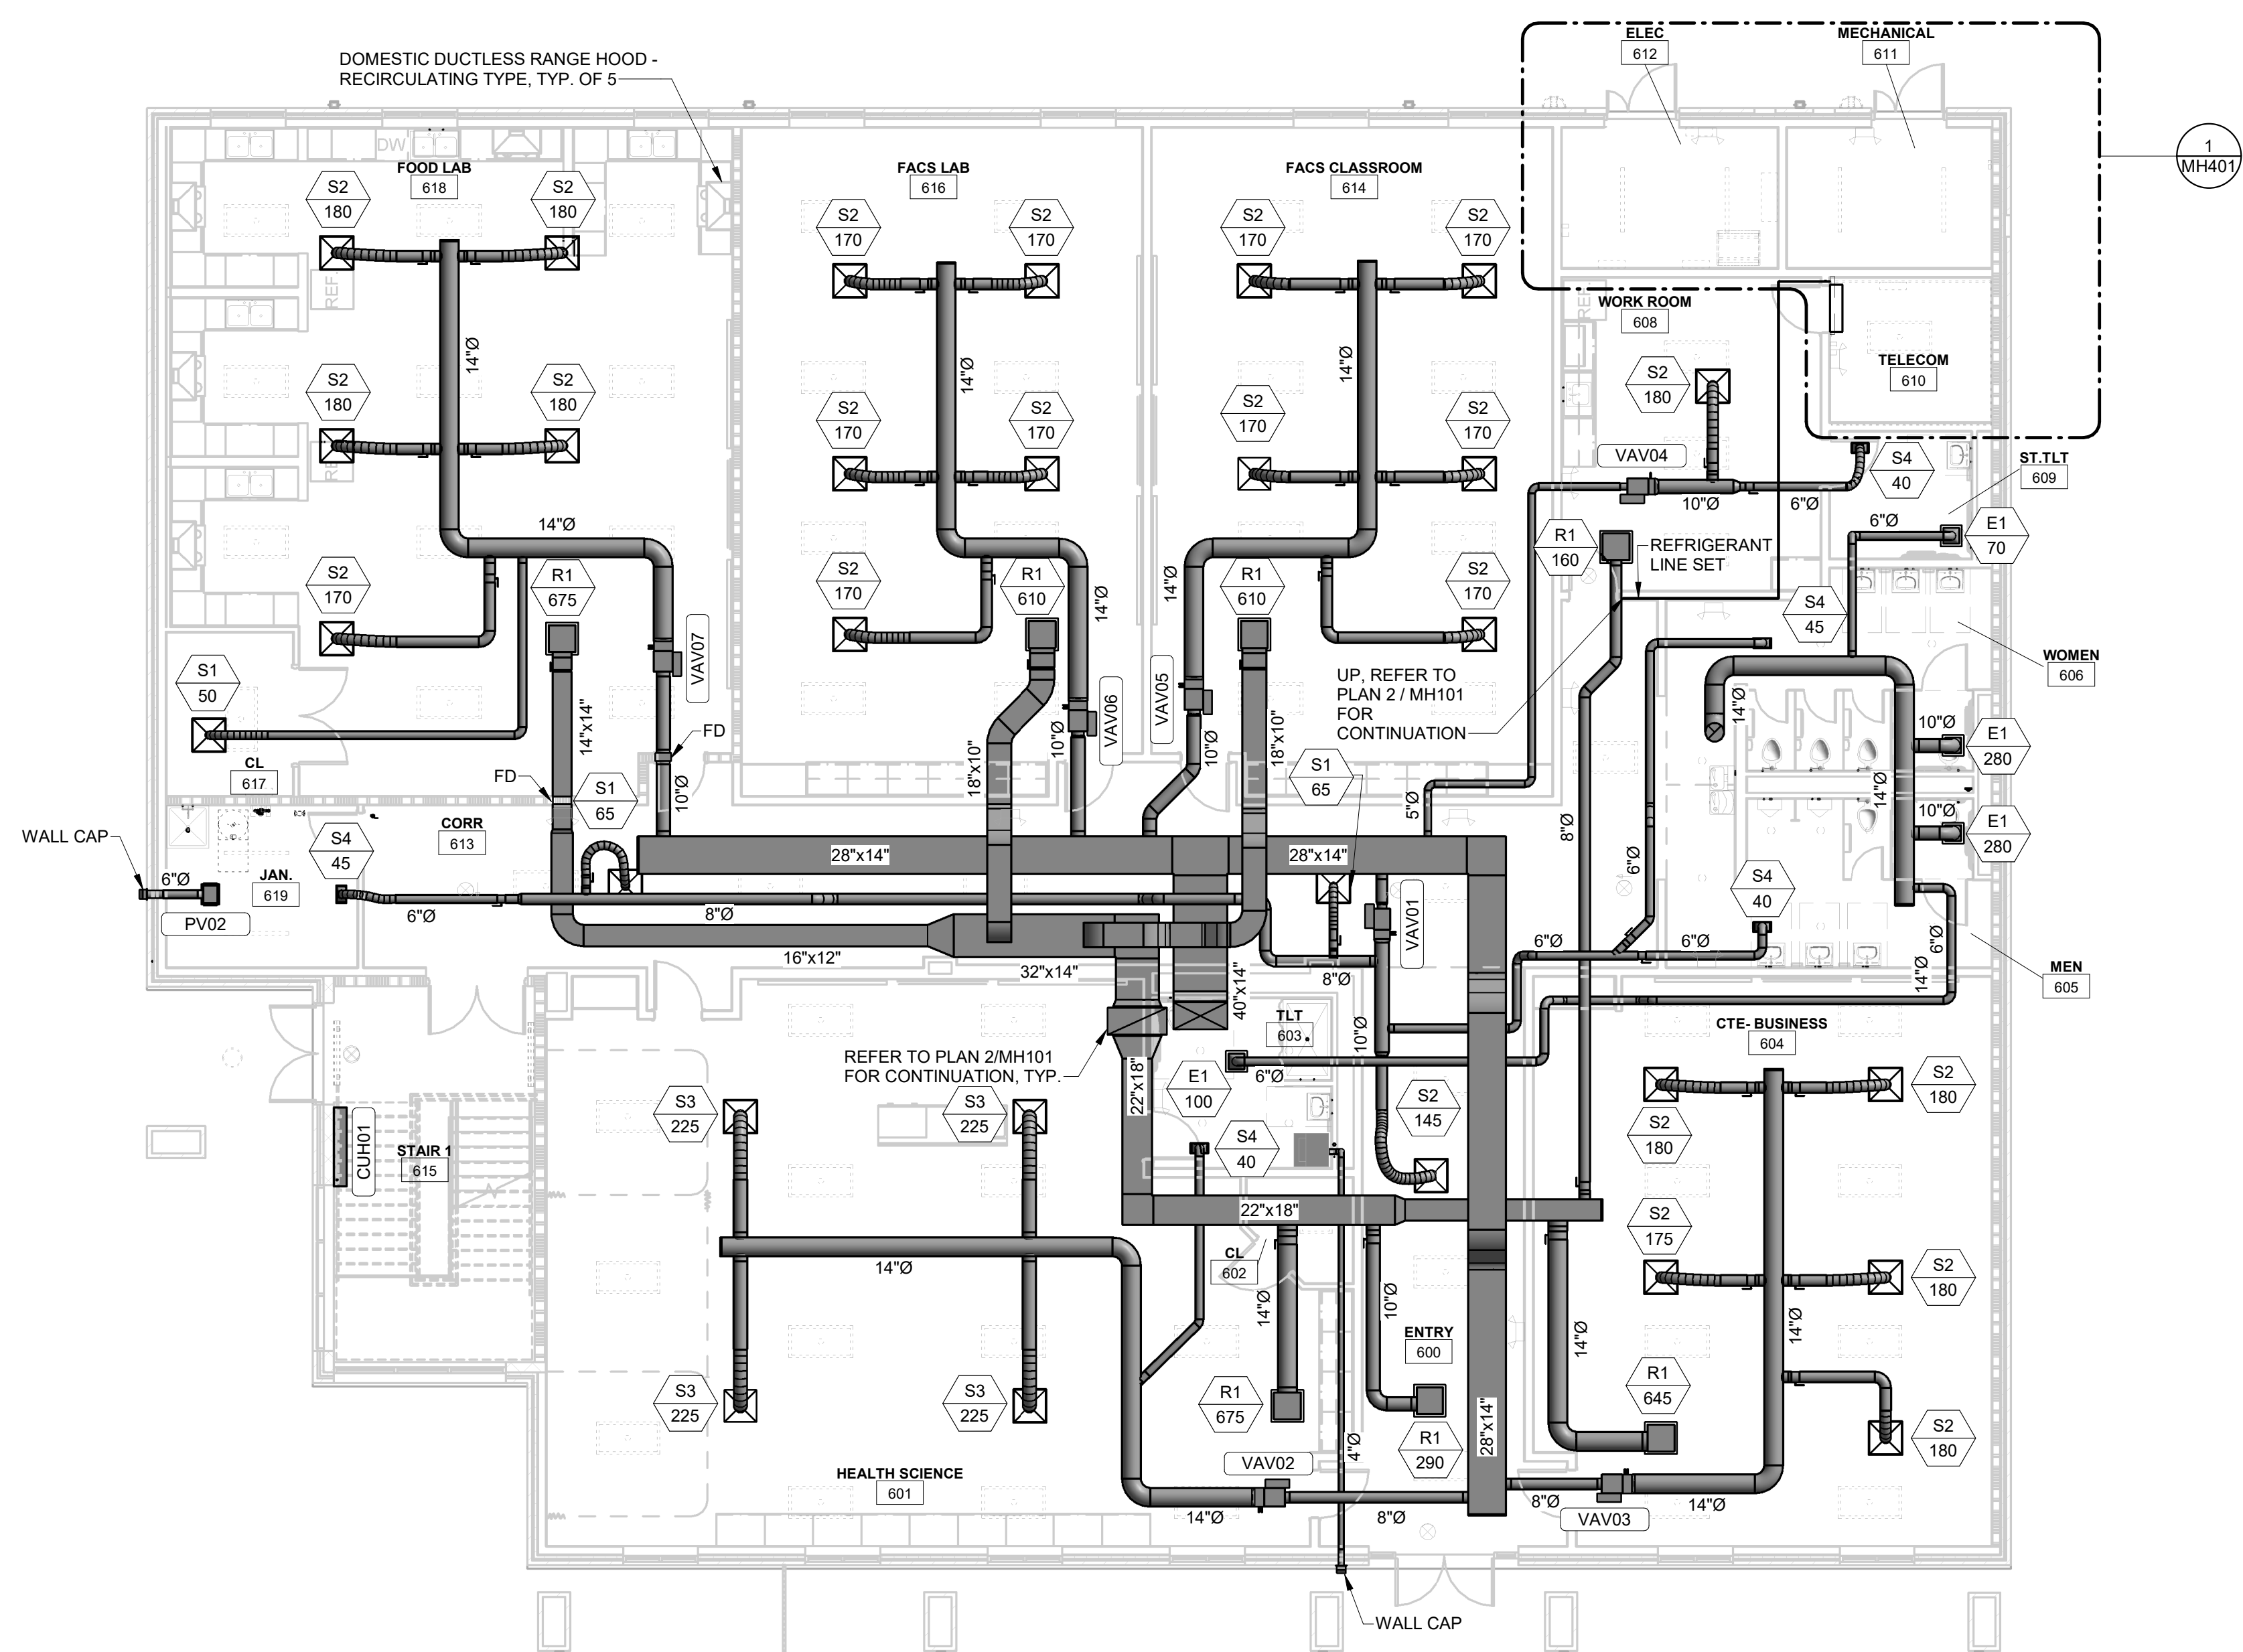 ELEC
612
MECHANICAL
611
DOMESTIC DUCTLESS RANGE HOOD -
RECIRCULATING TYPE, TYP. OF 5
1
MH401
DW
FOOD LAB
618
FACS LAB
616
FACS CLASSROOM
614
S2
180
S2
180
S2
170
S2
170
S2
170
S2
170
REF
REF
WORK ROOM
608
TELECOM
610
14"Ø
14"Ø
14"Ø
S2
180
S2
180
S2
180
S2
170
S2
170
S2
170
S2
170
REF
VAV04
S4
40
ST.TLT
609
10"Ø
6"Ø
14"Ø
R1
160
REFRIGERANT
LINE SET
6"Ø
E1
70
S2
170
R1
675
S2
170
R1
610
14"Ø
14"Ø
R1
610
S2
170
S4
45
WOMEN
606
VAV07
VAV06
VAV05
S1
50
UP, REFER TO
PLAN 2 / MH101
FOR
CONTINUATION
14"Ø
14"x14"
FD
18"x10"
10"Ø
10"Ø
18"x10"
10"Ø
E1
280
CL
617
FD
S1
65
10"Ø
S1
65
5"Ø
8"Ø
6"Ø
14"Ø
10"Ø
E1
280
WALL CAP
CORR
613
S4
45
28"x14"
28"x14"
6"Ø
JAN.
619
PV02
6"Ø
8"Ø
VAV01
S4
40
6"Ø
6"Ø
6"Ø
14"Ø
16"x12"
32"x14"
40"x14"
8"Ø
MEN
605
TLT
603
10"Ø
CTE- BUSINESS
604
REFER TO PLAN 2/MH101
FOR CONTINUATION, TYP.
22"x18"
6"Ø
E1
100
S2
145
S2
180
S2
180
S3
225
S3
225
CUH01
STAIR 1
615
S4
40
22"x18"
S2
175
S2
180
14"Ø
CL
602
14"Ø
10"Ø
ENTRY
600
14"Ø
14"Ø
S3
225
S3
225
R1
675
R1
645
S2
180
28"x14"
4"Ø
R1
290
HEALTH SCIENCE
601
VAV02
14"Ø
8"Ø
8"Ø
14"Ø
VAV03
WALL CAP